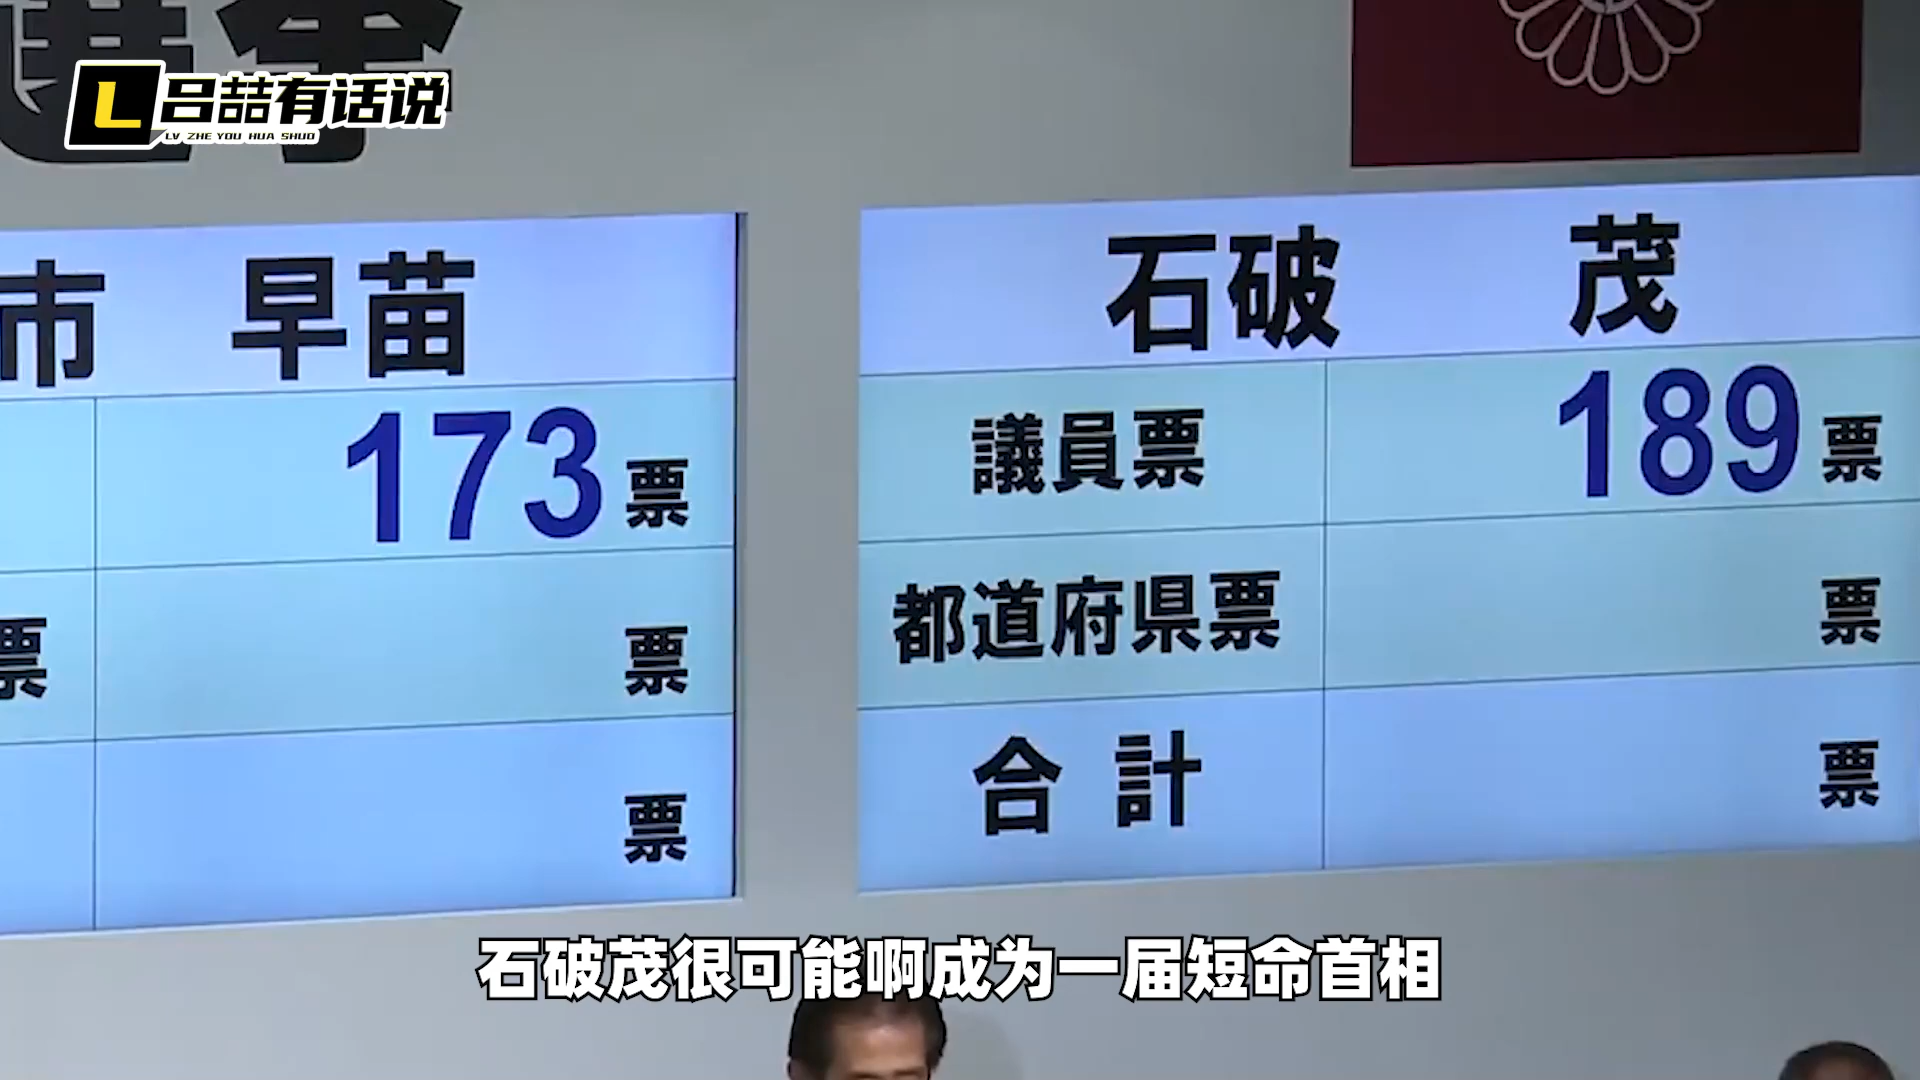 吕喆有话说
LV ZHE YOU HUA SHUO
市 早苗
173票
票
票
票
石破 茂
議員票 189票
都道府県票 票
合計 票
石破茂很可能啊成为一届短命首相